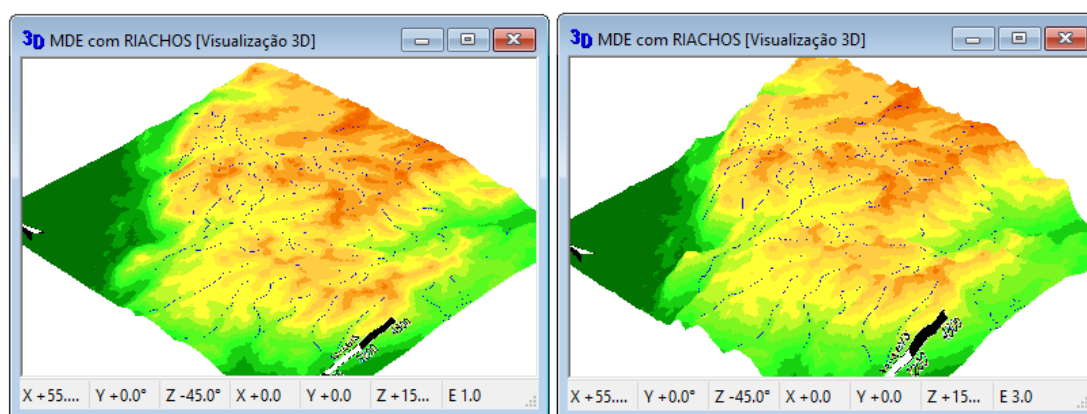 3D MDE com RIACHOS [Visualização 3D]
X +55.... Y +0.0° Z -45.0° X +0.0 Y +0.0 Z +15... E 1.0
3D MDE com RIACHOS [Visualização 3D]
X +55.... Y +0.0° Z -45.0° X +0.0 Y +0.0 Z +15... E 3.0